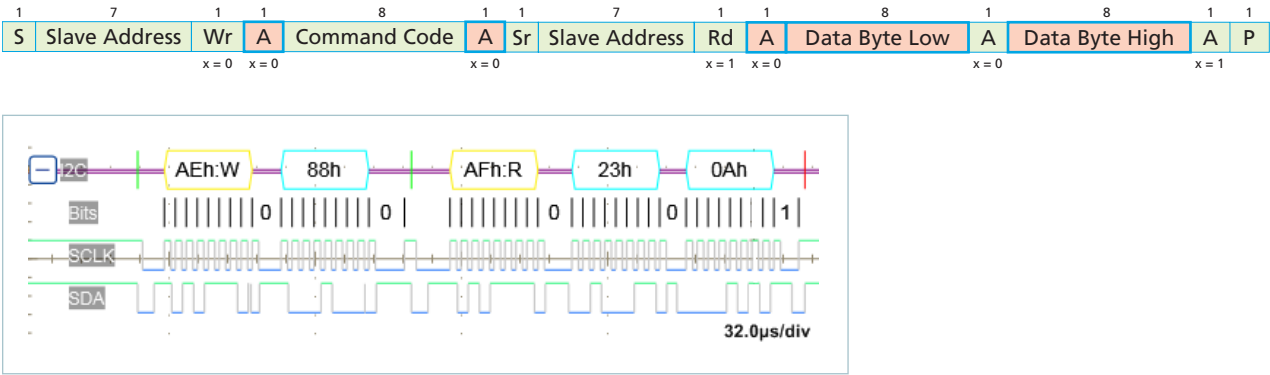 1 7 1 1 8 1 1 7 1 1 8 1 8 1 1
S Slave Address Wr A Command Code A Sr Slave Address Rd A Data Byte Low A Data Byte High A P
x = 0 x = 0 x = 0 x = 1 x = 0 x = 0 x = 1
I2C AEh:W 88h AFh:R 23h 0Ah
Bits 0 0 0 0 1
SCLK
SDA
32.0µs/div